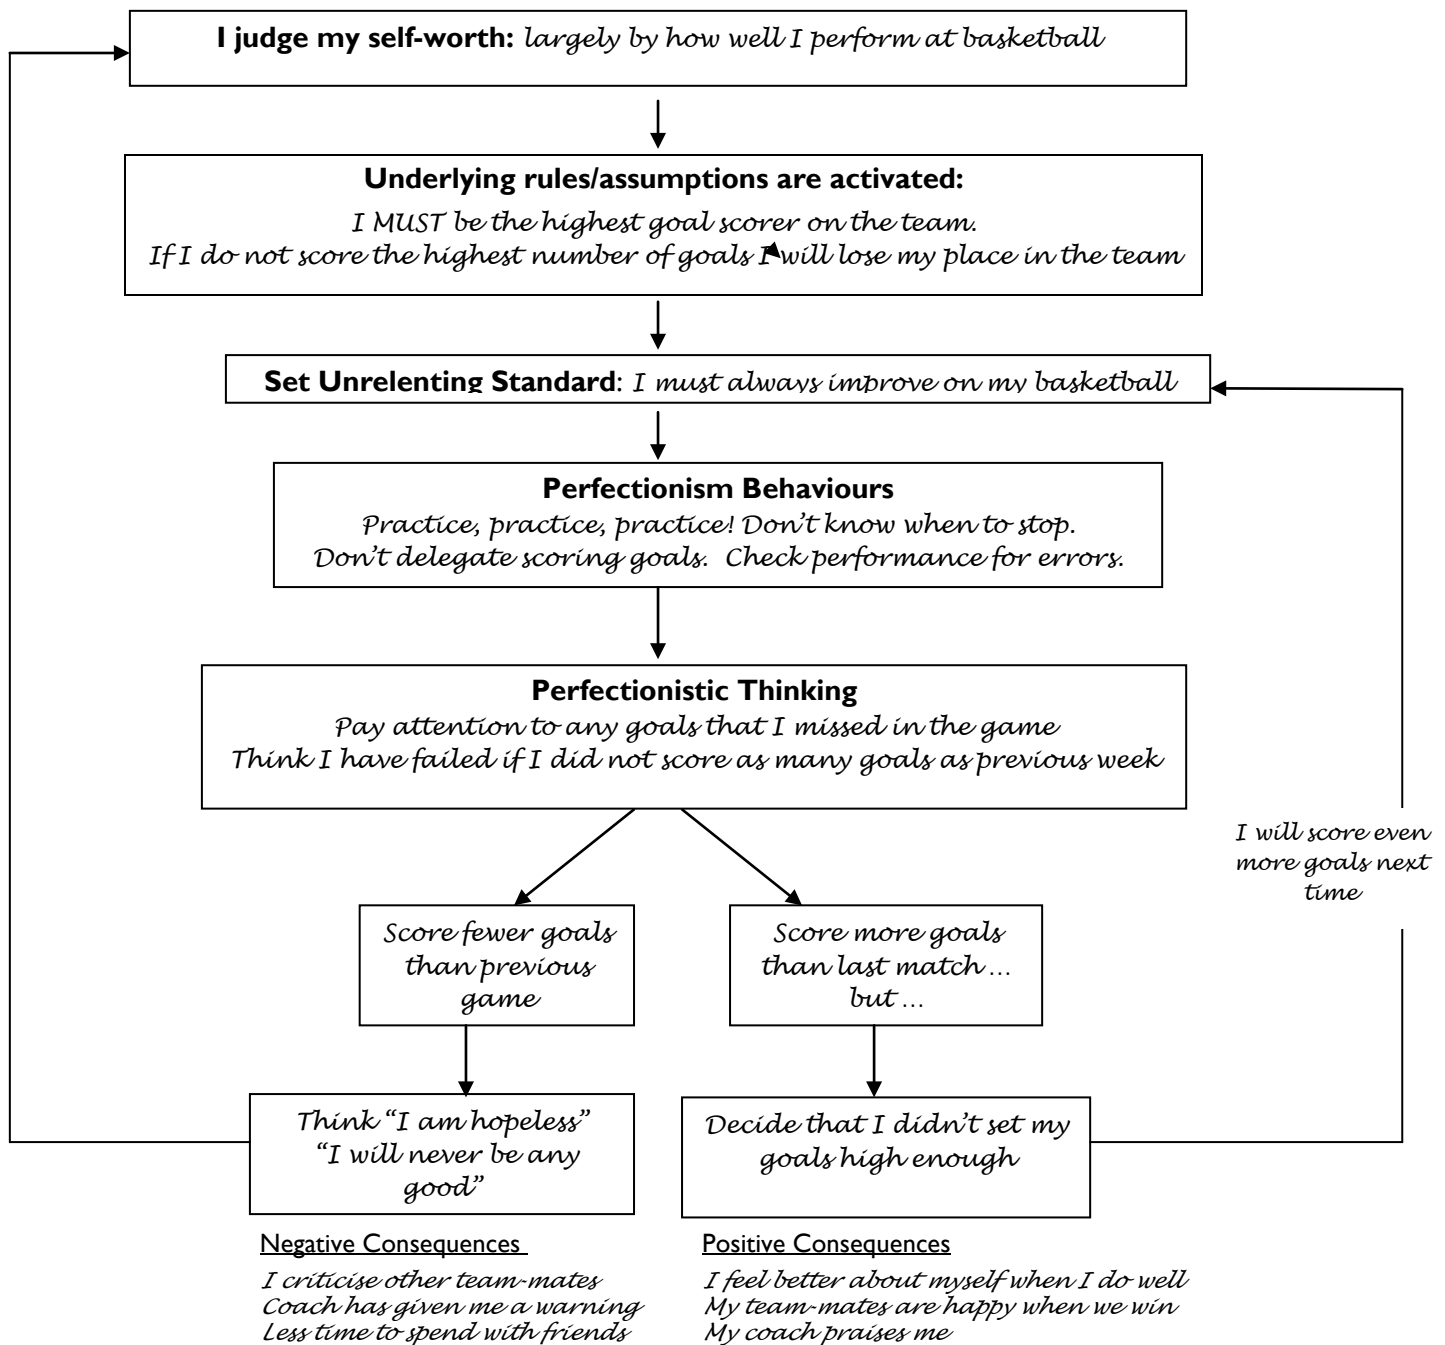 I judge my self-worth: largely by how well I perform at basketball
Underlying rules/assumptions are activated:
I MUST be the highest goal scorer on the team.
If I do not score the highest number of goals I will lose my place in the team
Set Unrelenting Standard: I must always improve on my basketball
Perfectionism Behaviours
Practice, practice, practice! Don't know when to stop.
Don't delegate scoring goals. Check performance for errors.
Perfectionistic Thinking
Pay attention to any goals that I missed in the game
Think I have failed if I did not score as many goals as previous week
I will score even
more goals next
time
Score fewer goals
than previous
game
Score more goals
than last match …
but …
Think “I am hopeless”
“I will never be any
good”
Decide that I didn't set my
goals high enough
Negative Consequences
I criticise other team-mates
Coach has given me a warning
Less time to spend with friends
Positive Consequences
I feel better about myself when I do well
My team-mates are happy when we win
My coach praises me